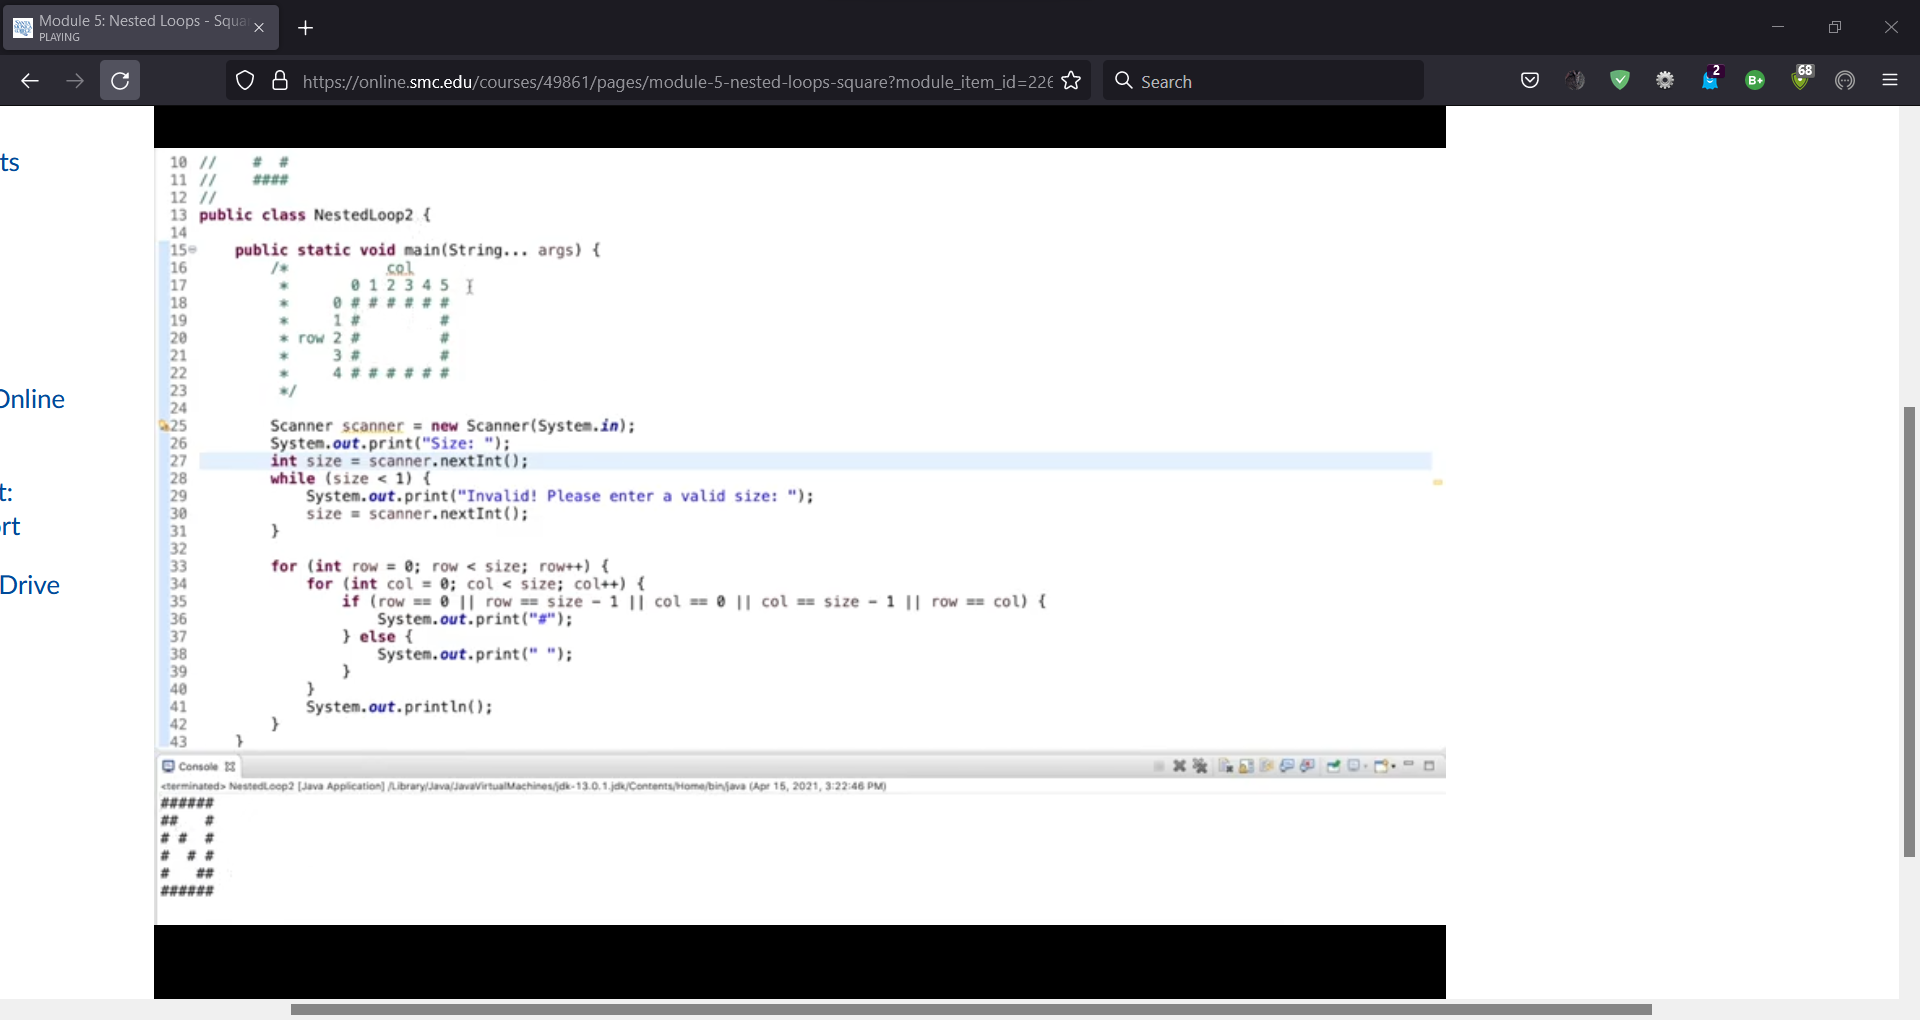 Module 5: Nested Loops - Squa
PLAYING
https://online.smc.edu/courses/49861/pages/module-5-nested-loops-square?module_item_id=226
Search
2
B+
68
ts
Online
t:
rt
Drive
10 //    #  #
11 //    ####
12 //
13 public class NestedLoop2 {
14
15     public static void main(String... args) {
16         /*           col
17          *       0 1 2 3 4 5
18          *     0 # # # # # #
19          *     1 #         #
20          * row 2 #         #
21          *     3 #         #
22          *     4 # # # # # #
23          */
24
25         Scanner scanner = new Scanner(System.in);
26         System.out.print("Size: ");
27         int size = scanner.nextInt();
28         while (size < 1) {
29             System.out.print("Invalid! Please enter a valid size: ");
30             size = scanner.nextInt();
31         }
32
33         for (int row = 0; row < size; row++) {
34             for (int col = 0; col < size; col++) {
35                 if (row == 0 || row == size - 1 || col == 0 || col == size - 1 || row == col) {
36                     System.out.print("#");
37                 } else {
38                     System.out.print(" ");
39                 }
40             }
41             System.out.println();
42         }
43     }
Console
<terminated> NestedLoop2 [Java Application] /Library/Java/JavaVirtualMachines/jdk-13.0.1.jdk/Contents/Home/bin/java (Apr 15, 2021, 3:22:46 PM)
######
##   #
# #  #
#  # #
#   ##
######